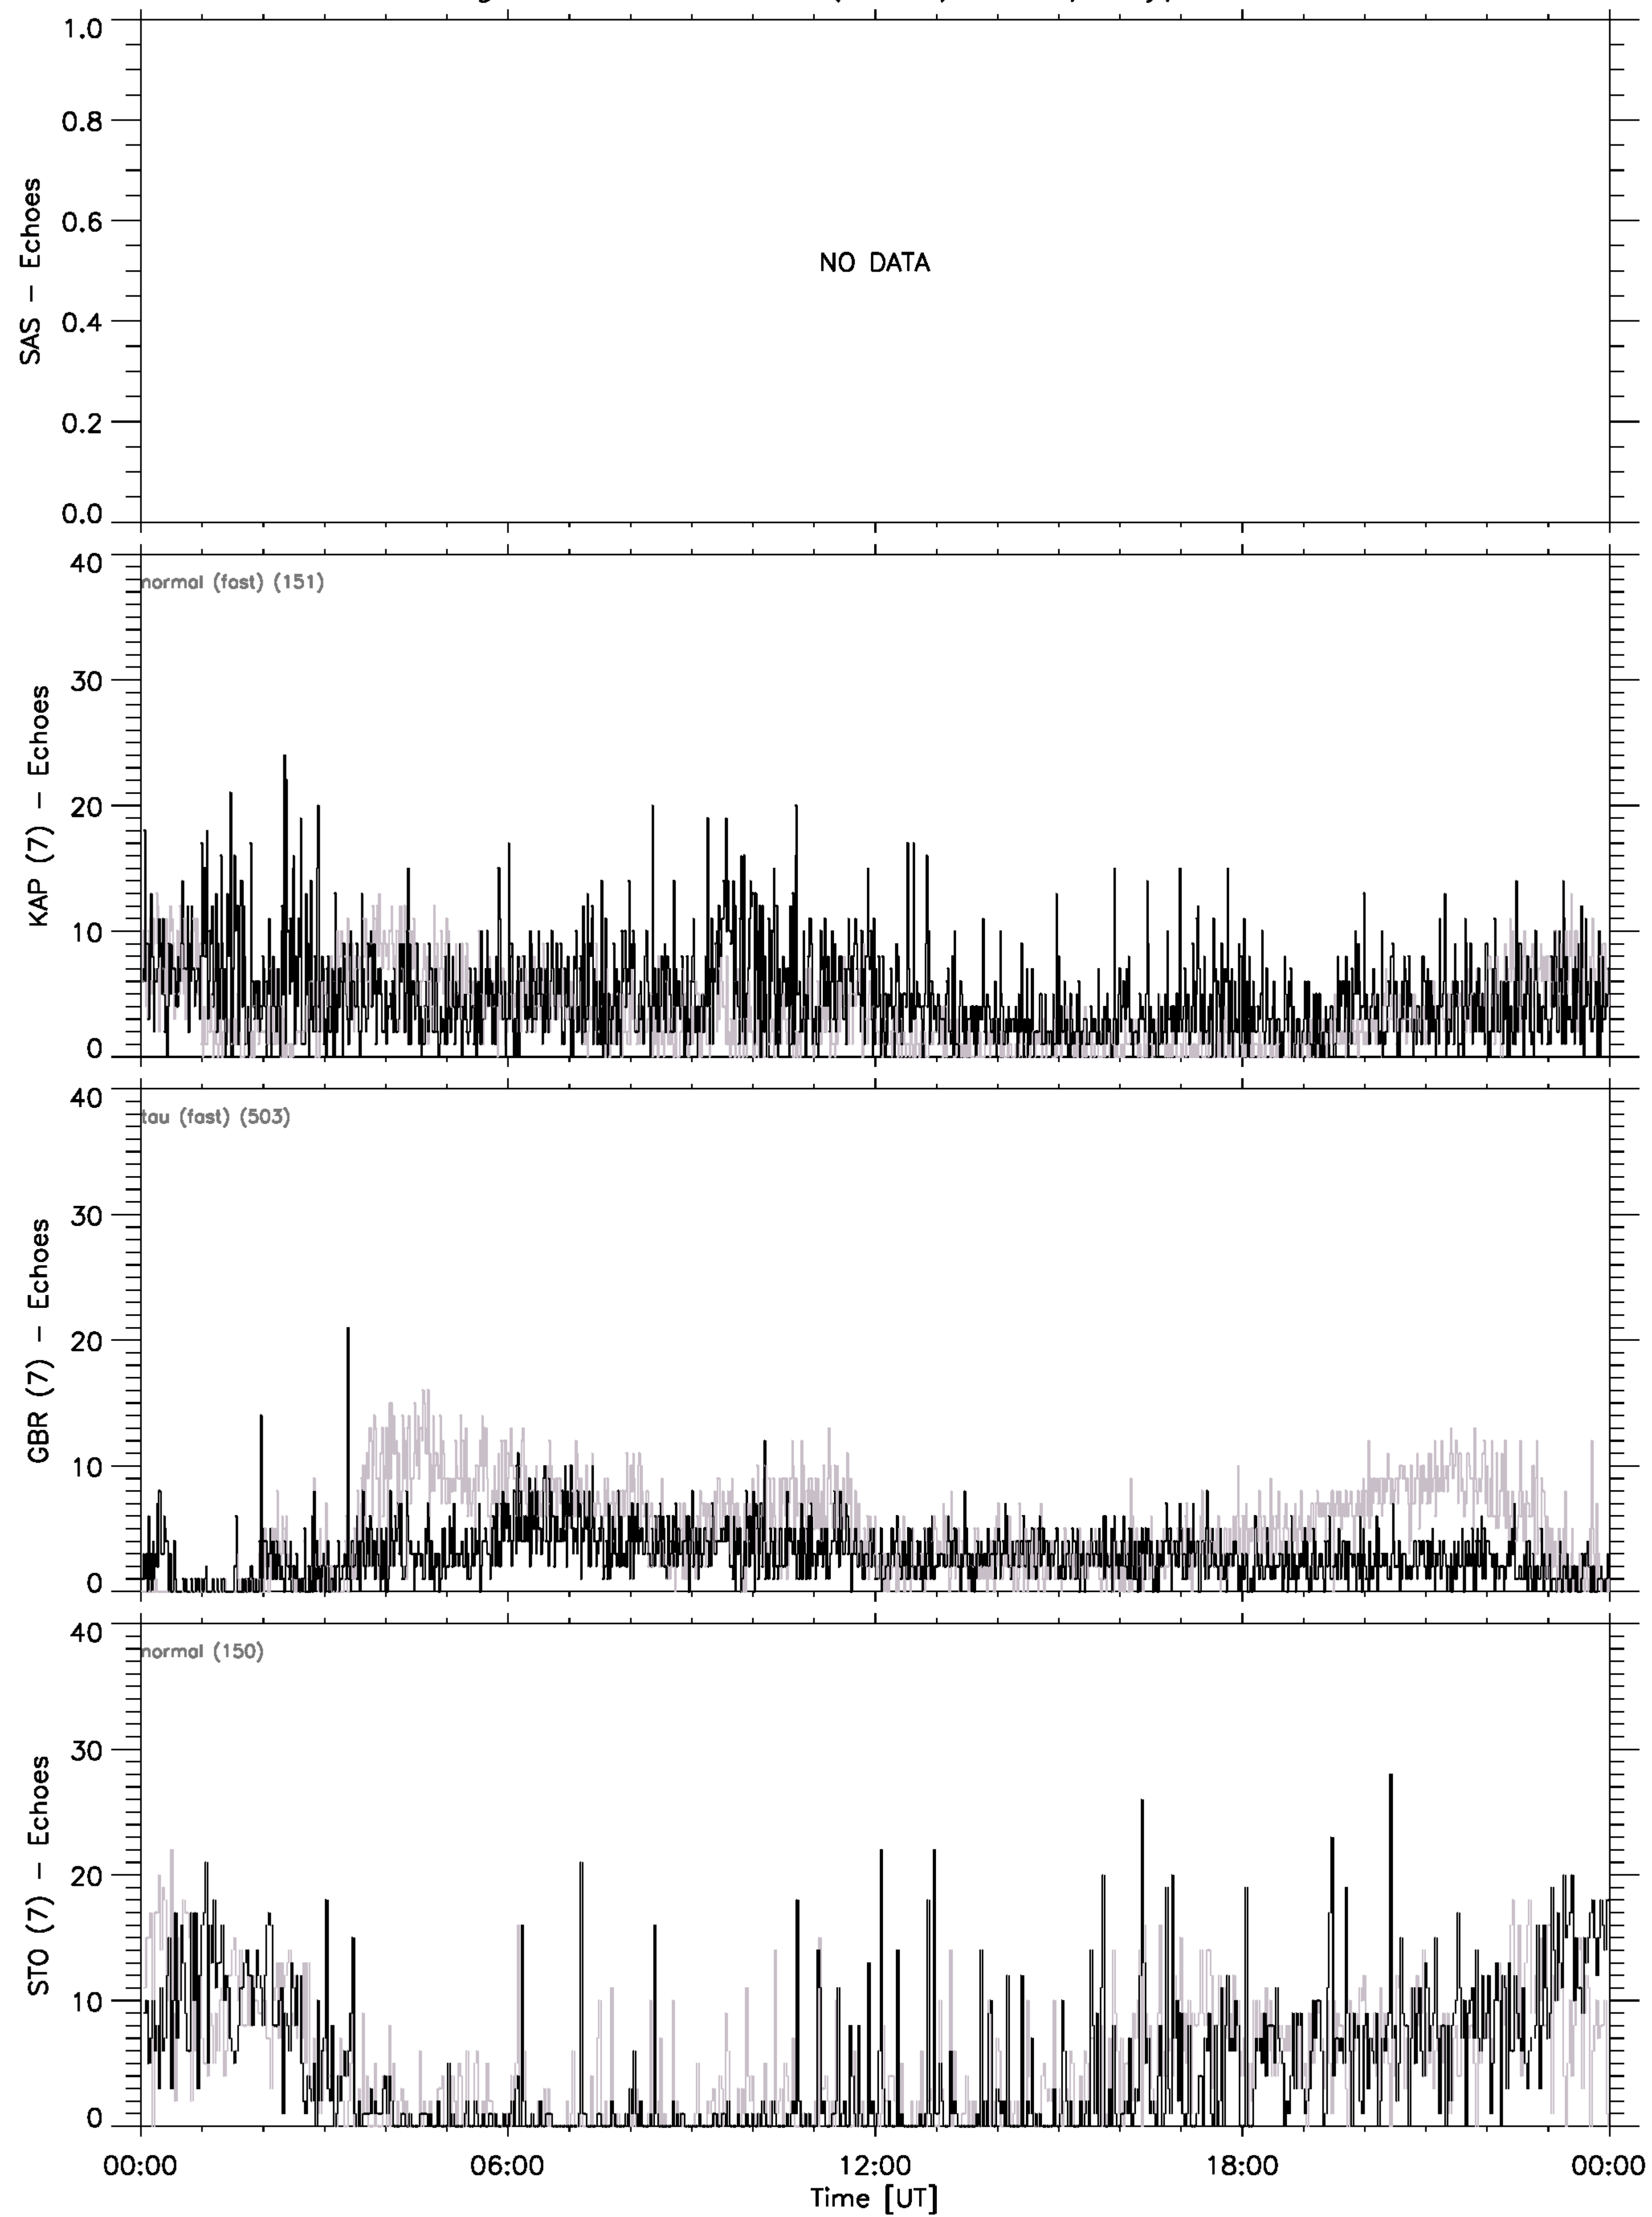 1.0
0.8
0.6
0.4
0.2
0.0
SAS - Echoes
NO DATA
40
30
20
10
0
KAP (7) - Echoes
normal (fast) (151)
40
30
20
10
0
GBR (7) - Echoes
tau (fast) (503)
40
30
20
10
0
STO (7) - Echoes
normal (150)
00:00 06:00 12:00 18:00 00:00
Time [UT]